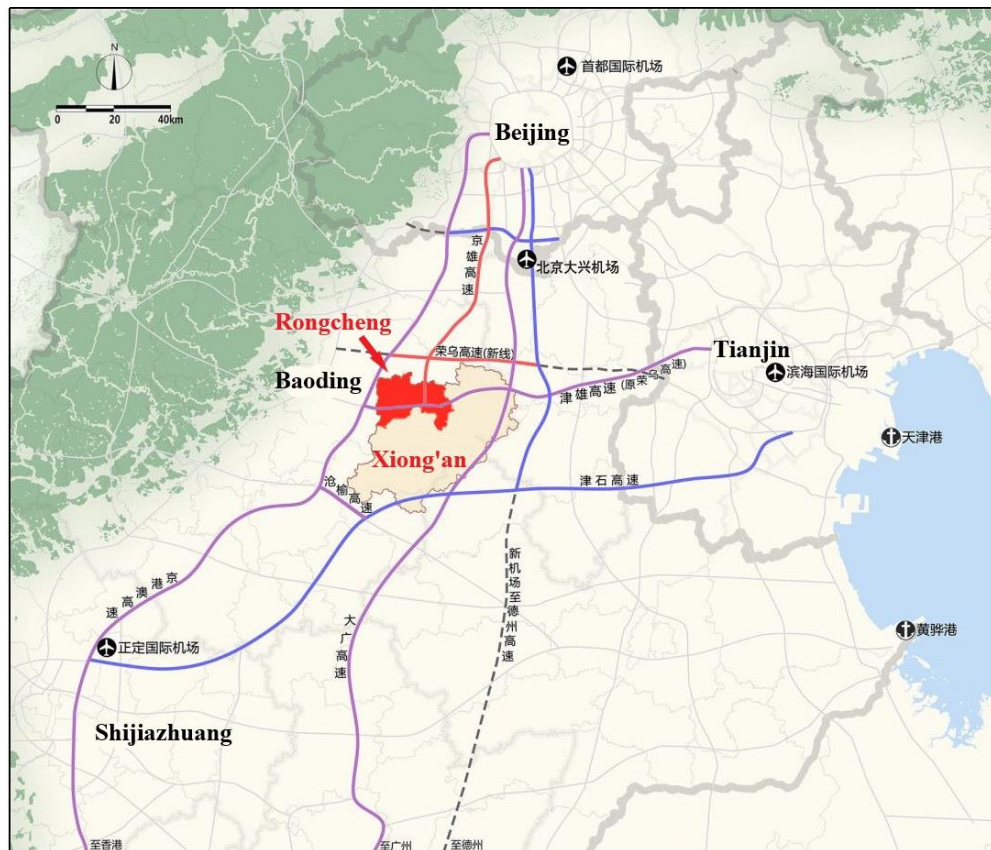 N
0 20 40km
首都国际机场
Beijing
京雄高速
北京大兴机场
Rongcheng
荣乌高速(新线)
Tianjin
滨海国际机场
Baoding
津雄高速(原荣乌高速)
天津港
Xiong'an
沧榆高速
津石高速
京港澳高速
新机场至德州高速
大广高速
黄骅港
正定国际机场
Shijiazhuang
至香港
至广州
至德州